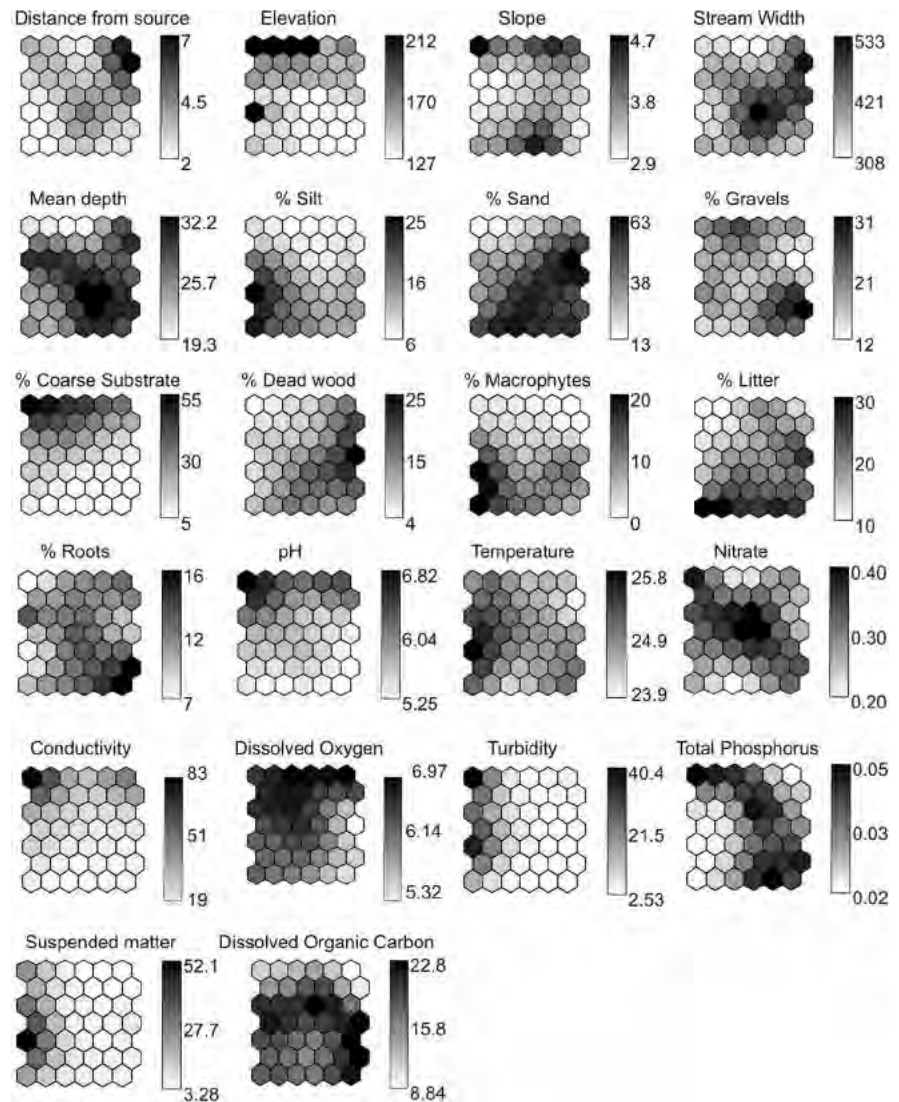 Distance from source Elevation Slope Stream Width
7 212 4.7 533
4.5 170 3.8 421
2 127 2.9 308
Mean depth % Silt % Sand % Gravels
32.2 25 63 31
25.7 16 38 21
19.3 6 13 12
% Coarse Substrate % Dead wood % Macrophytes % Litter
55 25 20 30
30 15 10 20
5 4 0 10
% Roots pH Temperature Nitrate
16 6.82 25.8 0.40
12 6.04 24.9 0.30
7 5.25 23.9 0.20
Conductivity Dissolved Oxygen Turbidity Total Phosphorus
83 6.97 40.4 0.05
51 6.14 21.5 0.03
19 5.32 2.53 0.02
Suspended matter Dissolved Organic Carbon
52.1 22.8
27.7 15.8
3.28 8.84